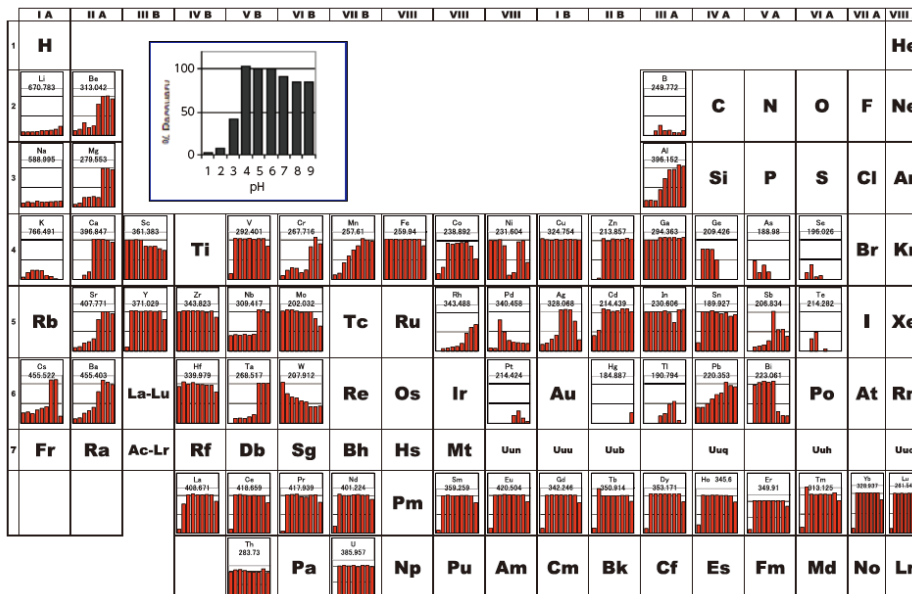 I A II A III B IV B V B VI B VII B VIII VIII VIII I B II B III A IV A V A VI A VII A VIII
1 H He
100
50
0
1 2 3 4 5 6 7 8 9
pH
Li Be B
2 670.783 313.042 249.772 C N O F Ne
Na Mg Al
3 588.995 279.553 396.152 Si P S Cl Ar
K Ca Sc V Cr Mn Fe Co Ni Cu Zn Ga Ge As Se
4 766.491 396.847 361.383 Ti 292.401 267.716 257.61 259.94 238.892 231.604 324.754 213.857 294.363 209.426 188.98 196.026 Br Kr
Sr Y Zr Nb Mo Rh Pd Ag Cd In Sn Sb Te
5 Rb 407.771 371.029 343.823 309.417 202.032 Tc Ru 343.488 340.458 328.068 214.439 230.606 189.927 206.834 214.282 I Xe
Cs Ba Hf Ta W Pt Hg Tl Pb Bi
6 455.522 455.403 La-Lu 339.979 268.517 207.912 Re Os Ir 214.424 Au 184.887 190.794 220.353 223.061 Po At Rn
7 Fr Ra Ac-Lr Rf Db Sg Bh Hs Mt Uun Uuu Uub Uuq Uuh Uuo
La Ce Pr Nd Sm Eu Gd Tb Dy Ho 345.6 Er Tm Yb Lu
408.671 418.659 417.939 401.224 Pm 359.259 420.504 342.246 350.914 353.171 349.91 313.125 328.937 261.54
Th U
283.73 Pa 385.957 Np Pu Am Cm Bk Cf Es Fm Md No Lr